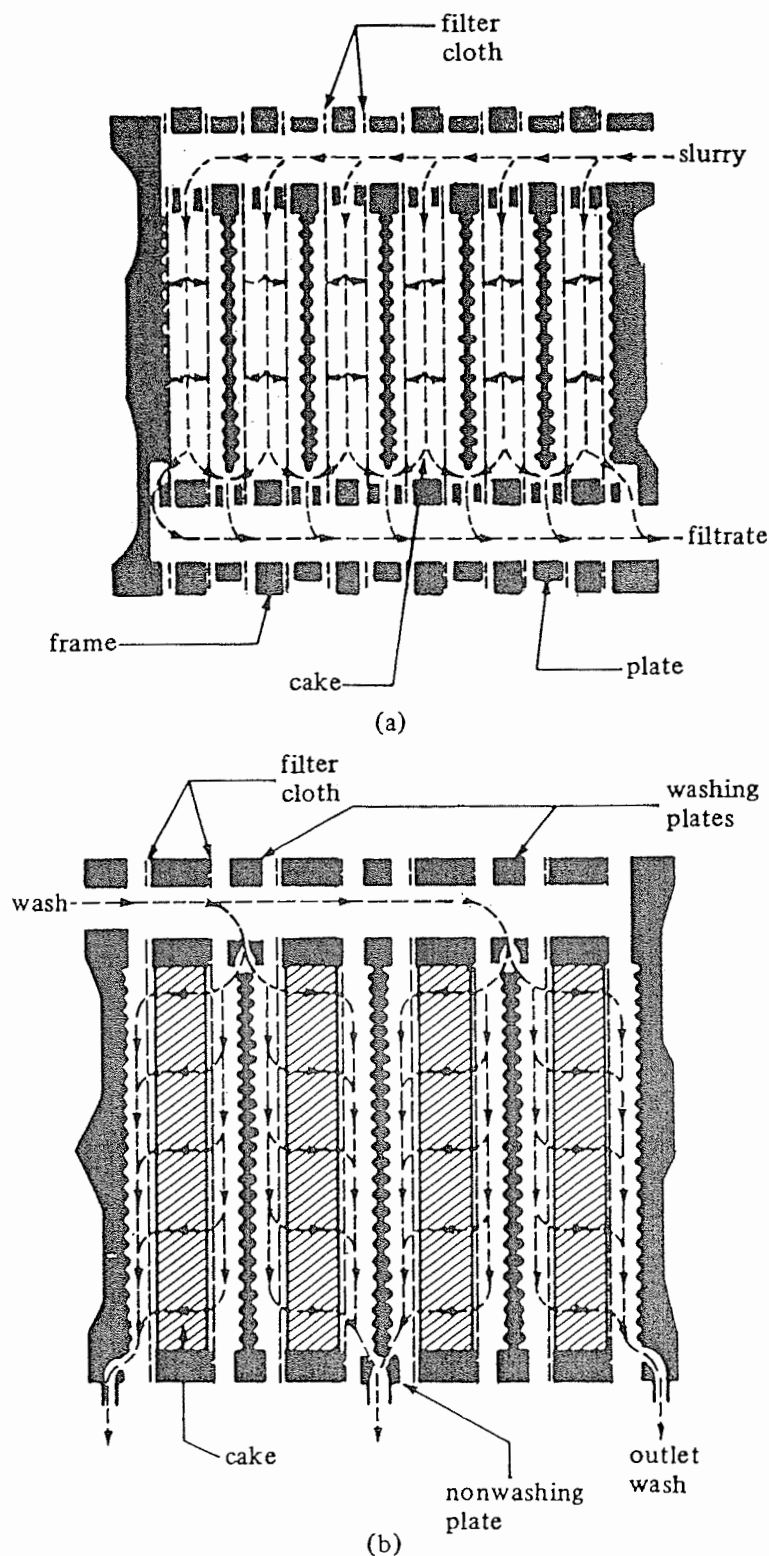 filter
cloth
slurry
filtrate
frame
cake
plate
(a)
filter
cloth
washing
plates
wash
cake
nonwashing
plate
outlet
wash
(b)